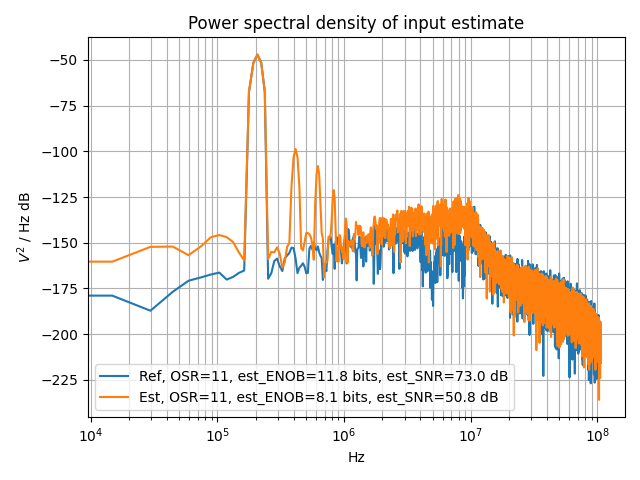 Power spectral density of input estimate
V² / Hz dB
−50
−75
−100
−125
−150
−175
−200
−225
Ref, OSR=11, est_ENOB=11.8 bits, est_SNR=73.0 dB
Est, OSR=11, est_ENOB=8.1 bits, est_SNR=50.8 dB
10⁴ 10⁵ 10⁶ 10⁷ 10⁸
Hz